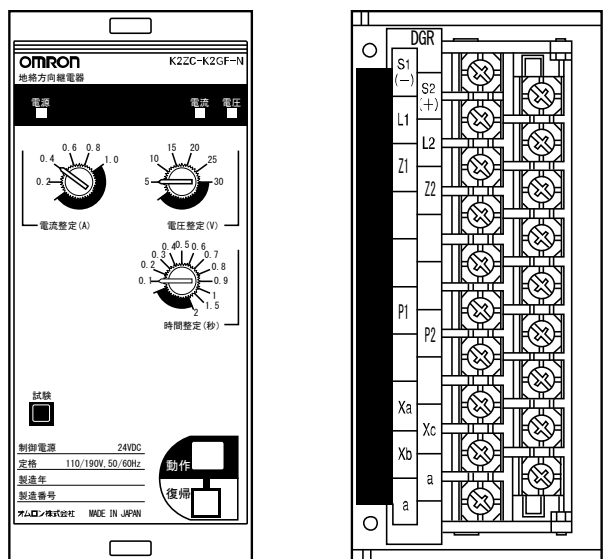 OMRON K2ZC-K2GF-N
地絡方向継電器
電源 電流 電圧
0.2 0.4 0.6 0.8 1.0
電流整定(A)
5 10 15 20 25 30
電圧整定(V)
0.1 0.2 0.3 0.4 0.5 0.6 0.7 0.8 0.9 1 1.5 2
時間整定(秒)
試験
制御電源 24VDC
定格 110/190V,50/60Hz
製造年
製造番号
オムロン株式会社 MADE IN JAPAN
動作
復帰
DGR
S1
(−)
S2
(+)
L1
L2
Z1
Z2
P1
P2
Xa
Xc
Xb
a
a